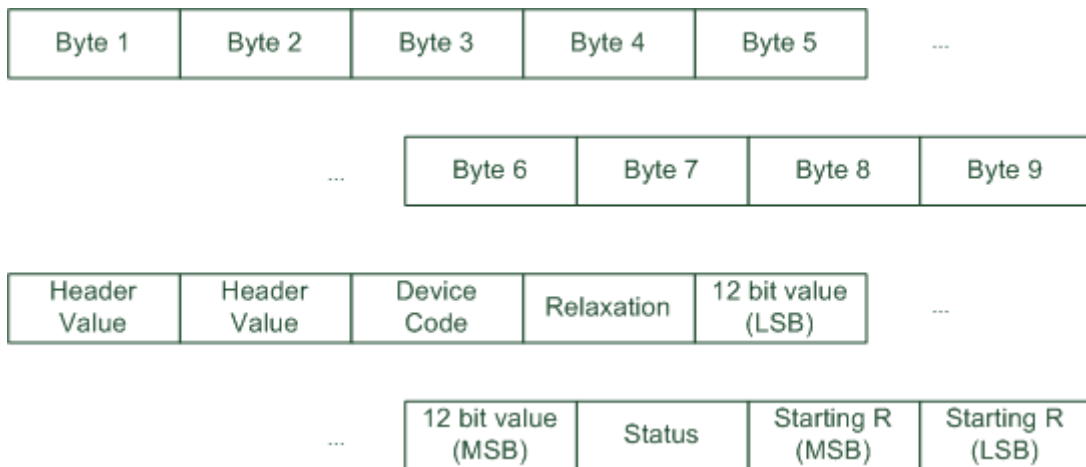 Byte 1 Byte 2 Byte 3 Byte 4 Byte 5 ...
... Byte 6 Byte 7 Byte 8 Byte 9
Header Header Device Relaxation 12 bit value ...
Value Value Code (LSB)
... 12 bit value Status Starting R Starting R
(MSB) (MSB) (LSB)